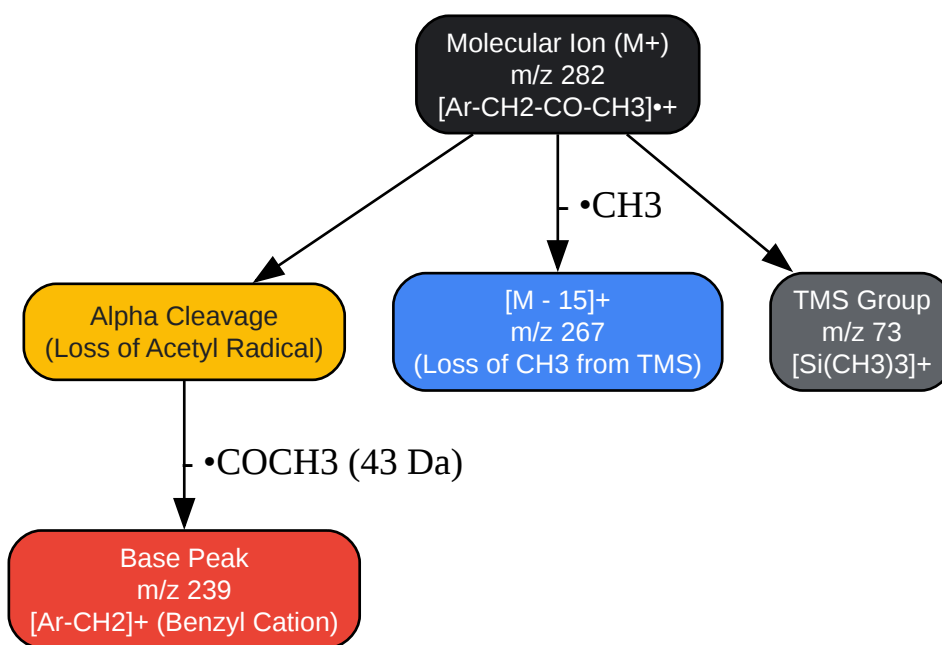 Molecular Ion (M+)
m/z 282
[Ar-CH2-CO-CH3]•+
- •CH3
Alpha Cleavage
(Loss of Acetyl Radical)
[M - 15]+
m/z 267
(Loss of CH3 from TMS)
TMS Group
m/z 73
[Si(CH3)3]+
- •COCH3 (43 Da)
Base Peak
m/z 239
[Ar-CH2]+ (Benzyl Cation)